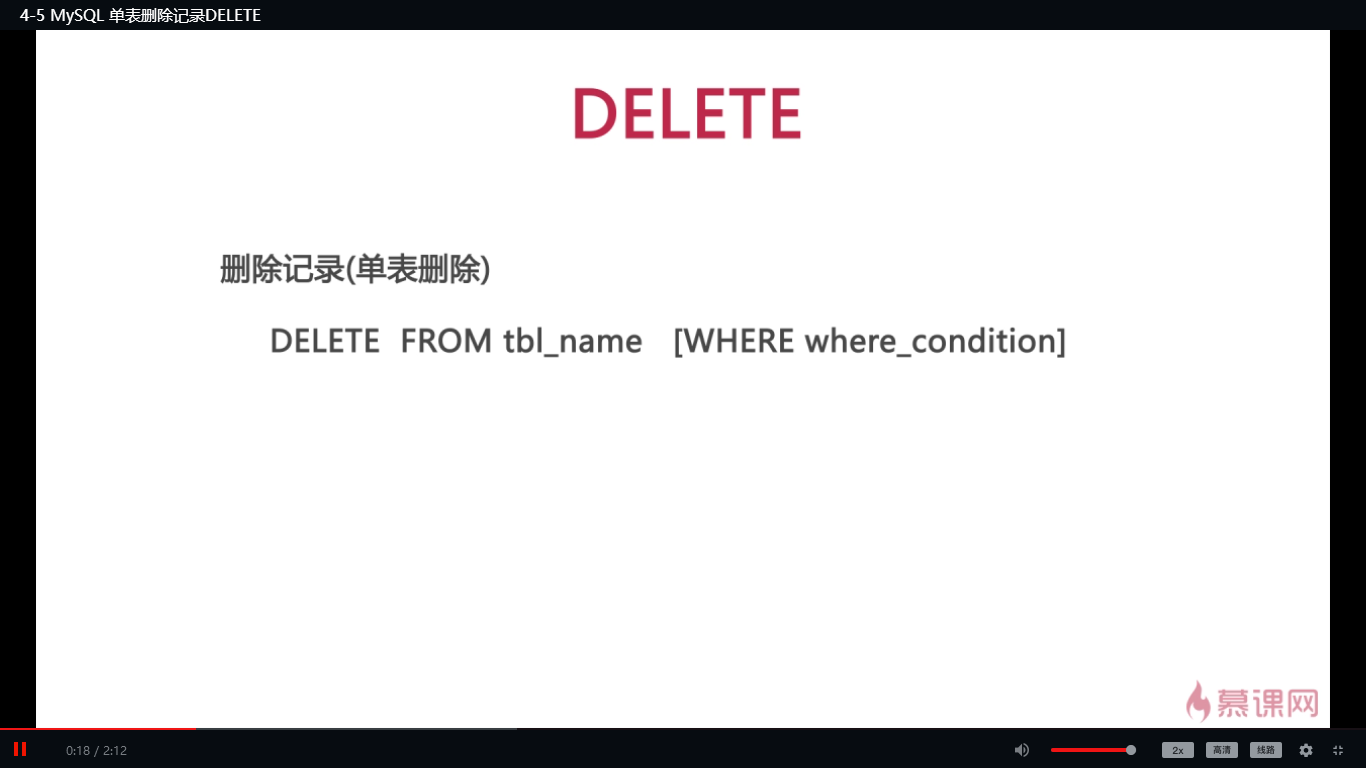 4-5 MySQL 单表删除记录DELETE
DELETE
删除记录(单表删除)
DELETE FROM tbl_name [WHERE where_condition]
慕课网
0:18 / 2:12
2x
高清
线路